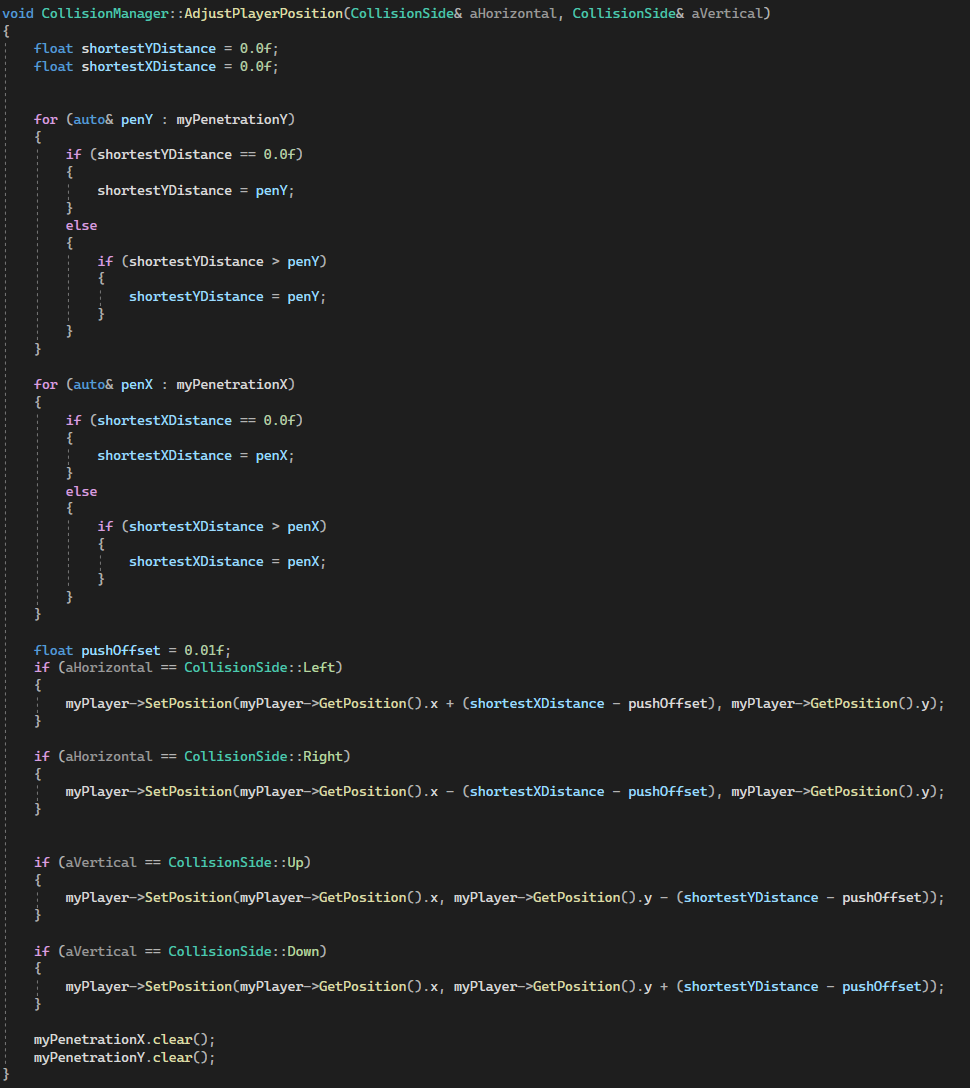 void CollisionManager::AdjustPlayerPosition(CollisionSide& aHorizontal, CollisionSide& aVertical)
{
    float shortestYDistance = 0.0f;
    float shortestXDistance = 0.0f;


    for (auto& penY : myPenetrationY)
    {
        if (shortestYDistance == 0.0f)
        {
            shortestYDistance = penY;
        }
        else
        {
            if (shortestYDistance > penY)
            {
                shortestYDistance = penY;
            }
        }
    }

    for (auto& penX : myPenetrationX)
    {
        if (shortestXDistance == 0.0f)
        {
            shortestXDistance = penX;
        }
        else
        {
            if (shortestXDistance > penX)
            {
                shortestXDistance = penX;
            }
        }
    }

    float pushOffset = 0.01f;
    if (aHorizontal == CollisionSide::Left)
    {
        myPlayer->SetPosition(myPlayer->GetPosition().x + (shortestXDistance - pushOffset), myPlayer->GetPosition().y);
    }

    if (aHorizontal == CollisionSide::Right)
    {
        myPlayer->SetPosition(myPlayer->GetPosition().x - (shortestXDistance - pushOffset), myPlayer->GetPosition().y);
    }


    if (aVertical == CollisionSide::Up)
    {
        myPlayer->SetPosition(myPlayer->GetPosition().x, myPlayer->GetPosition().y - (shortestYDistance - pushOffset));
    }

    if (aVertical == CollisionSide::Down)
    {
        myPlayer->SetPosition(myPlayer->GetPosition().x, myPlayer->GetPosition().y + (shortestYDistance - pushOffset));
    }

    myPenetrationX.clear();
    myPenetrationY.clear();
}